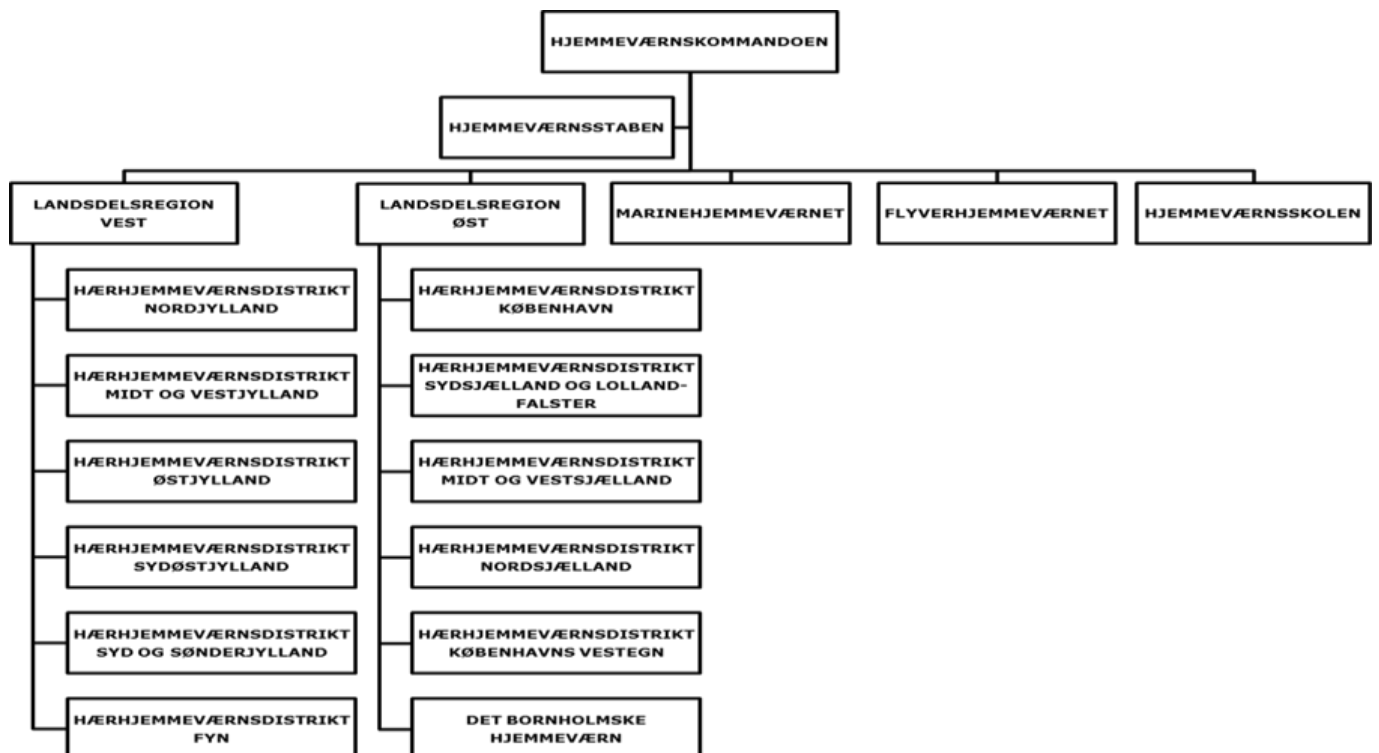 HJEMMEVÆRNSKOMMANDOEN
HJEMMEVÆRNSSTABEN
LANDSDELSREGION
VEST
LANDSDELSREGION
ØST
MARINEHJEMMEVÆRNET
FLYVERHJEMMEVÆRNET
HJEMMEVÆRNSSKOLEN
HÆRHJEMMEVÆRNSDISTRIKT
NORDJYLLAND
HÆRHJEMMEVÆRNSDISTRIKT
MIDT OG VESTJYLLAND
HÆRHJEMMEVÆRNSDISTRIKT
ØSTJYLLAND
HÆRHJEMMEVÆRNSDISTRIKT
SYDØSTJYLLAND
HÆRHJEMMEVÆRNSDISTRIKT
SYD OG SØNDERJYLLAND
HÆRHJEMMEVÆRNSDISTRIKT
FYN
HÆRHJEMMEVÆRNSDISTRIKT
KØBENHAVN
HÆRHJEMMEVÆRNSDISTRIKT
SYDSJÆLLAND OG LOLLAND-
FALSTER
HÆRHJEMMEVÆRNSDISTRIKT
MIDT OG VESTSJÆLLAND
HÆRHJEMMEVÆRNSDISTRIKT
NORDSJÆLLAND
HÆRHJEMMEVÆRNSDISTRIKT
KØBENHAVNS VESTEGN
DET BORNHOLMSKE
HJEMMEVÆRN